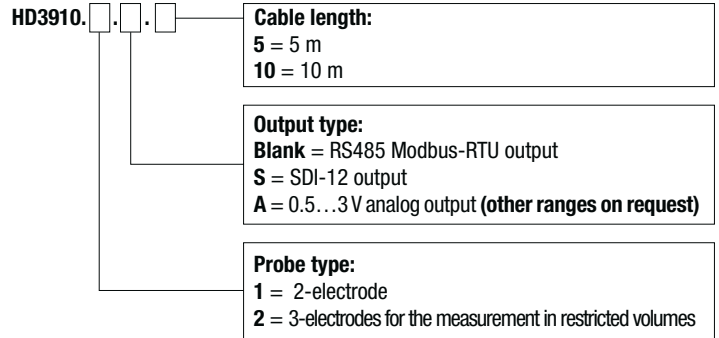 HD3910. . .
Cable length:
5 = 5 m
10 = 10 m
Output type:
Blank = RS485 Modbus-RTU output
S = SDI-12 output
A = 0.5…3 V analog output (other ranges on request)
Probe type:
1 = 2-electrode
2 = 3-electrodes for the measurement in restricted volumes